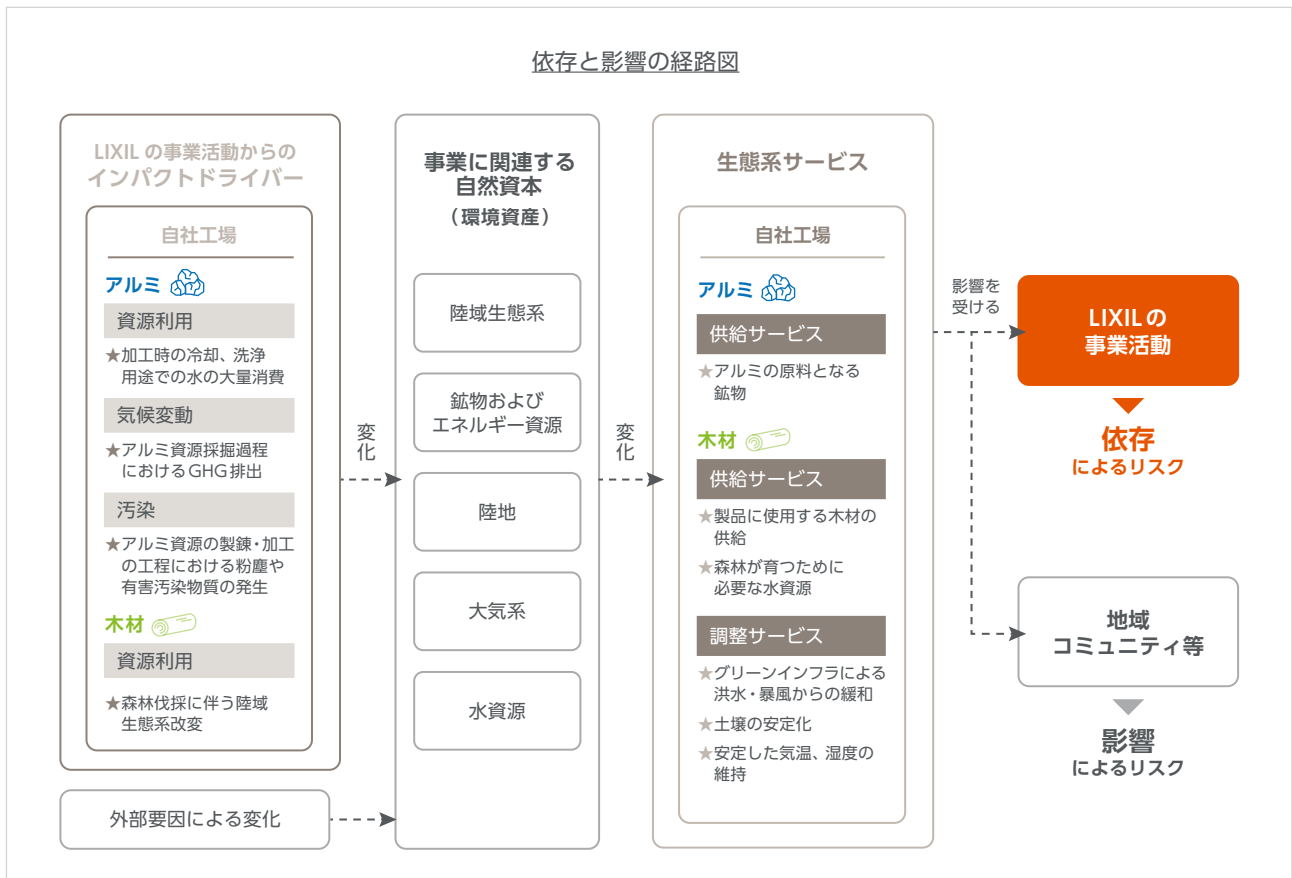 依存と影響の経路図
LIXIL の事業活動からの
インパクトドライバー
自社工場
アルミ
資源利用
★加工時の冷却、洗浄
用途での水の大量消費
気候変動
★アルミ資源採掘過程
におけるGHG排出
汚染
★アルミ資源の製錬・加工
の工程における粉塵や
有害汚染物質の発生
木材
資源利用
★森林伐採に伴う陸域
生態系改変
外部要因による変化
変化
事業に関連する
自然資本
（環境資産）
陸域生態系
鉱物および
エネルギー資源
陸地
大気系
水資源
変化
生態系サービス
自社工場
アルミ
供給サービス
★アルミの原料となる
鉱物
木材
供給サービス
★製品に使用する木材の
供給
★森林が育つために
必要な水資源
調整サービス
★グリーンインフラによる
洪水・暴風からの緩和
★土壌の安定化
★安定した気温、湿度の
維持
影響を
受ける
LIXIL の
事業活動
依存
によるリスク
地域
コミュニティ等
影響
によるリスク